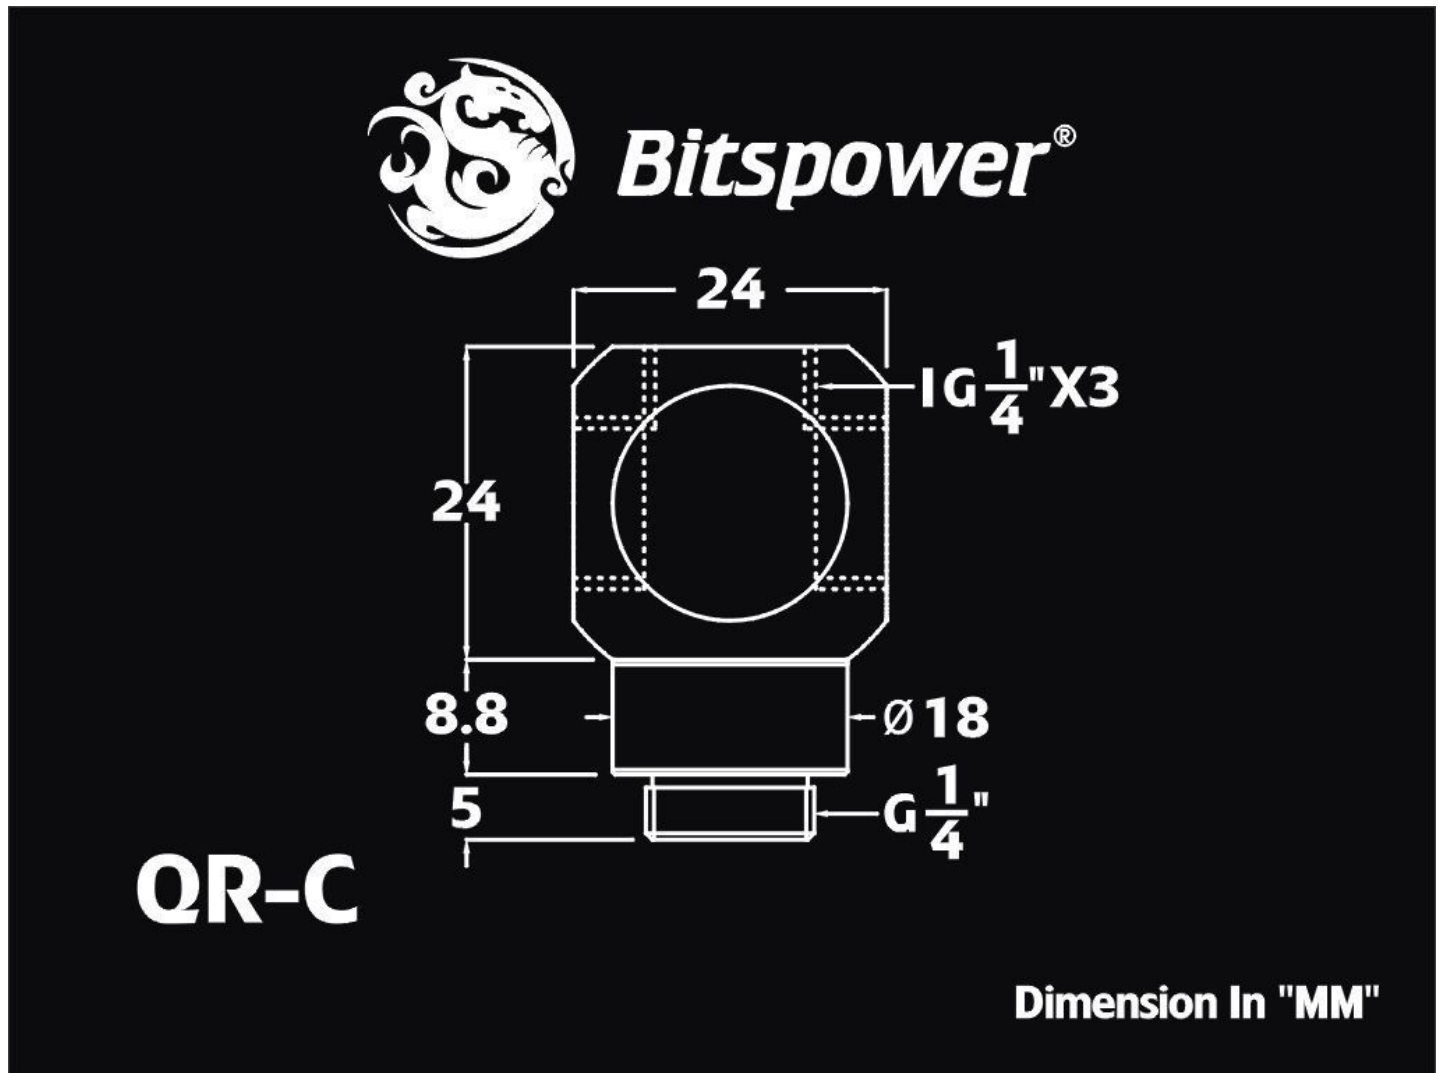 Bitspower®
24
IG 1/4"X3
24
8.8
Ø18
5
G 1/4"
QR-C
Dimension In "MM"